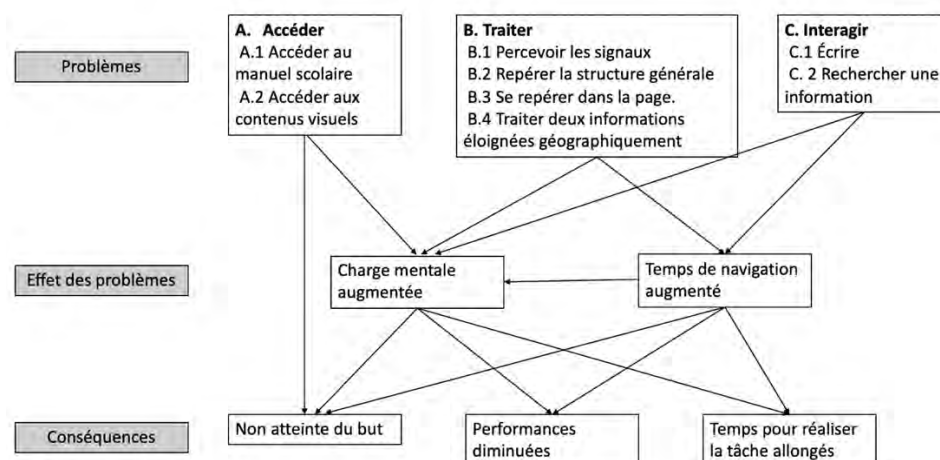 Problèmes
A. Accéder
A.1 Accéder au
manuel scolaire
A.2 Accéder aux
contenus visuels
B. Traiter
B.1 Percevoir les signaux
B.2 Repérer la structure générale
B.3 Se repérer dans la page.
B.4 Traiter deux informations
éloignées géographiquement
C. Interagir
C.1 Écrire
C. 2 Rechercher une
information
Effet des problèmes
Charge mentale
augmentée
Temps de navigation
augmenté
Conséquences
Non atteinte du but
Performances
diminuées
Temps pour réaliser
la tâche allongés